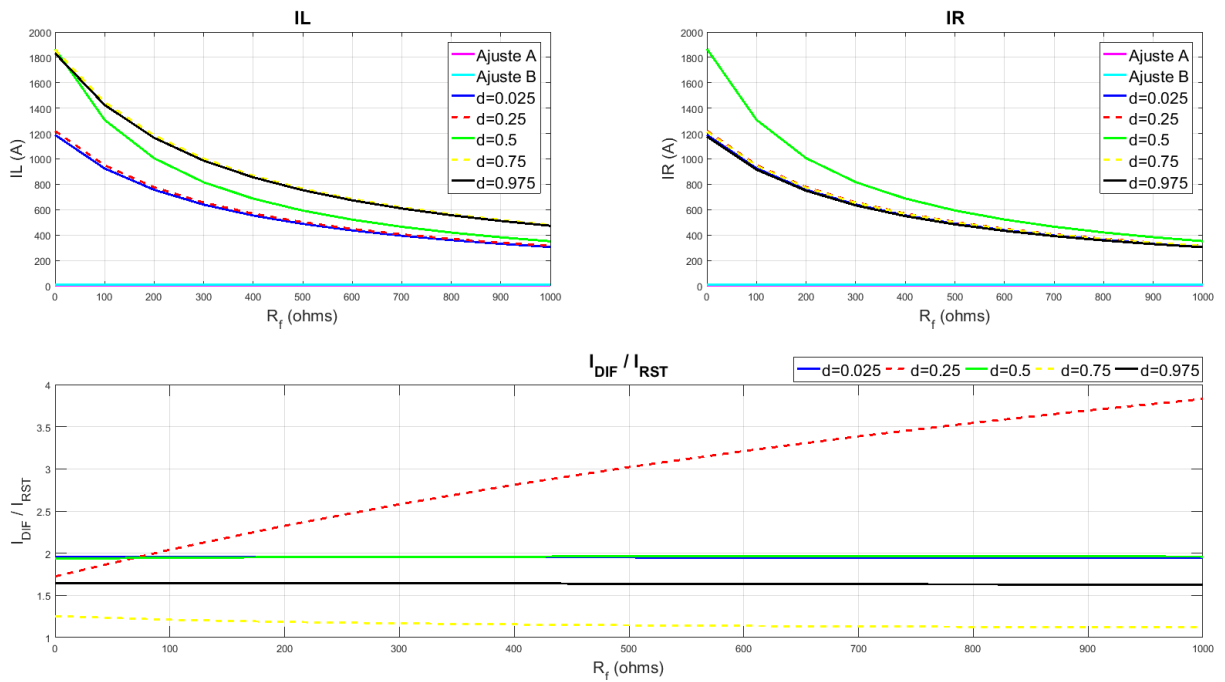 IL
2000
1800
1600
1400
1200
1000
800
600
400
200
0
IL (A)
0 100 200 300 400 500 600 700 800 900 1000
R_f (ohms)
Ajuste A
Ajuste B
d=0.025
d=0.25
d=0.5
d=0.75
d=0.975
IR
2000
1800
1600
1400
1200
1000
800
600
400
200
0
IR (A)
0 100 200 300 400 500 600 700 800 900 1000
R_f (ohms)
Ajuste A
Ajuste B
d=0.025
d=0.25
d=0.5
d=0.75
d=0.975
I_DIF / I_RST
d=0.025 d=0.25 d=0.5 d=0.75 d=0.975
4
3.5
3
2.5
2
1.5
1
I_DIF / I_RST
0 100 200 300 400 500 600 700 800 900 1000
R_f (ohms)